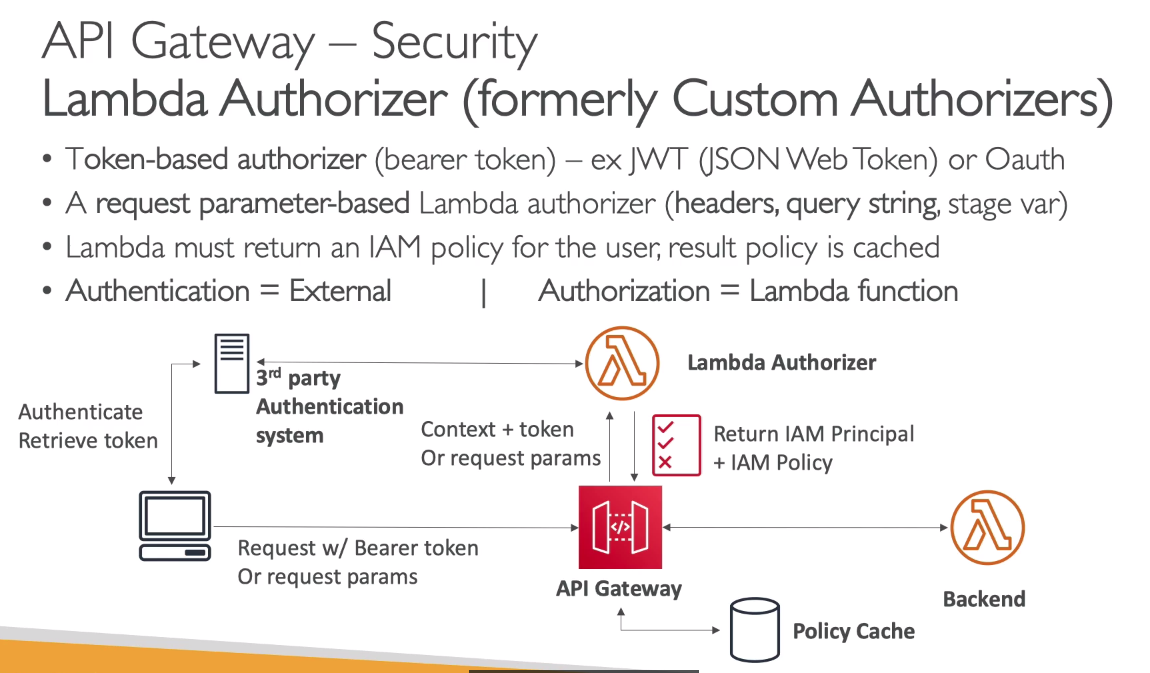 API Gateway – Security
Lambda Authorizer (formerly Custom Authorizers)
• Token-based authorizer (bearer token) – ex JWT (JSON Web Token) or Oauth
• A request parameter-based Lambda authorizer (headers, query string, stage var)
• Lambda must return an IAM policy for the user, result policy is cached
• Authentication = External | Authorization = Lambda function
Lambda Authorizer
3rd party
Authentication
system
Authenticate
Retrieve token
Context + token
Or request params
Return IAM Principal
+ IAM Policy
</>
Request w/ Bearer token
Or request params
API Gateway
Backend
Policy Cache